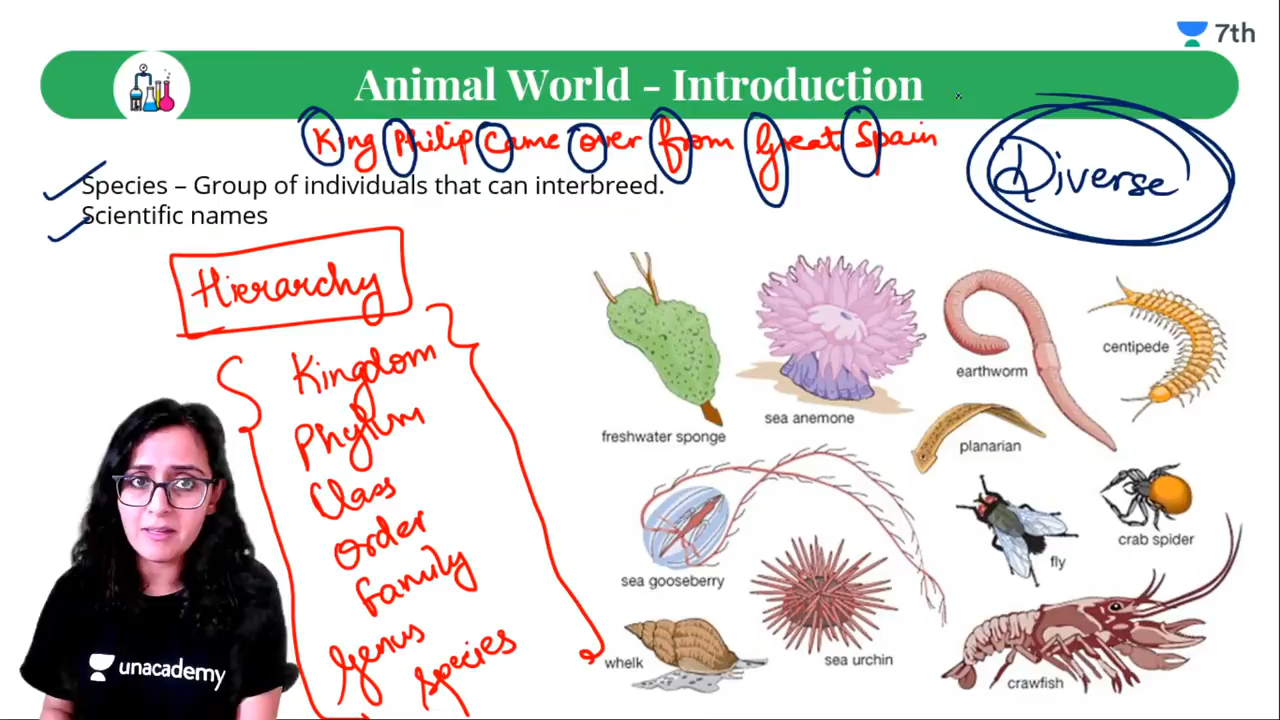 7th
Animal World - Introduction
King Philip Came over from Great Spain
Diverse
Species – Group of individuals that can interbreed.
Scientific names
Hierarchy
Kingdom
Phylum
Class
Order
Family
Genus
Species
freshwater sponge
sea anemone
earthworm
centipede
planarian
sea gooseberry
fly
crab spider
whelk
sea urchin
crawfish
unacademy